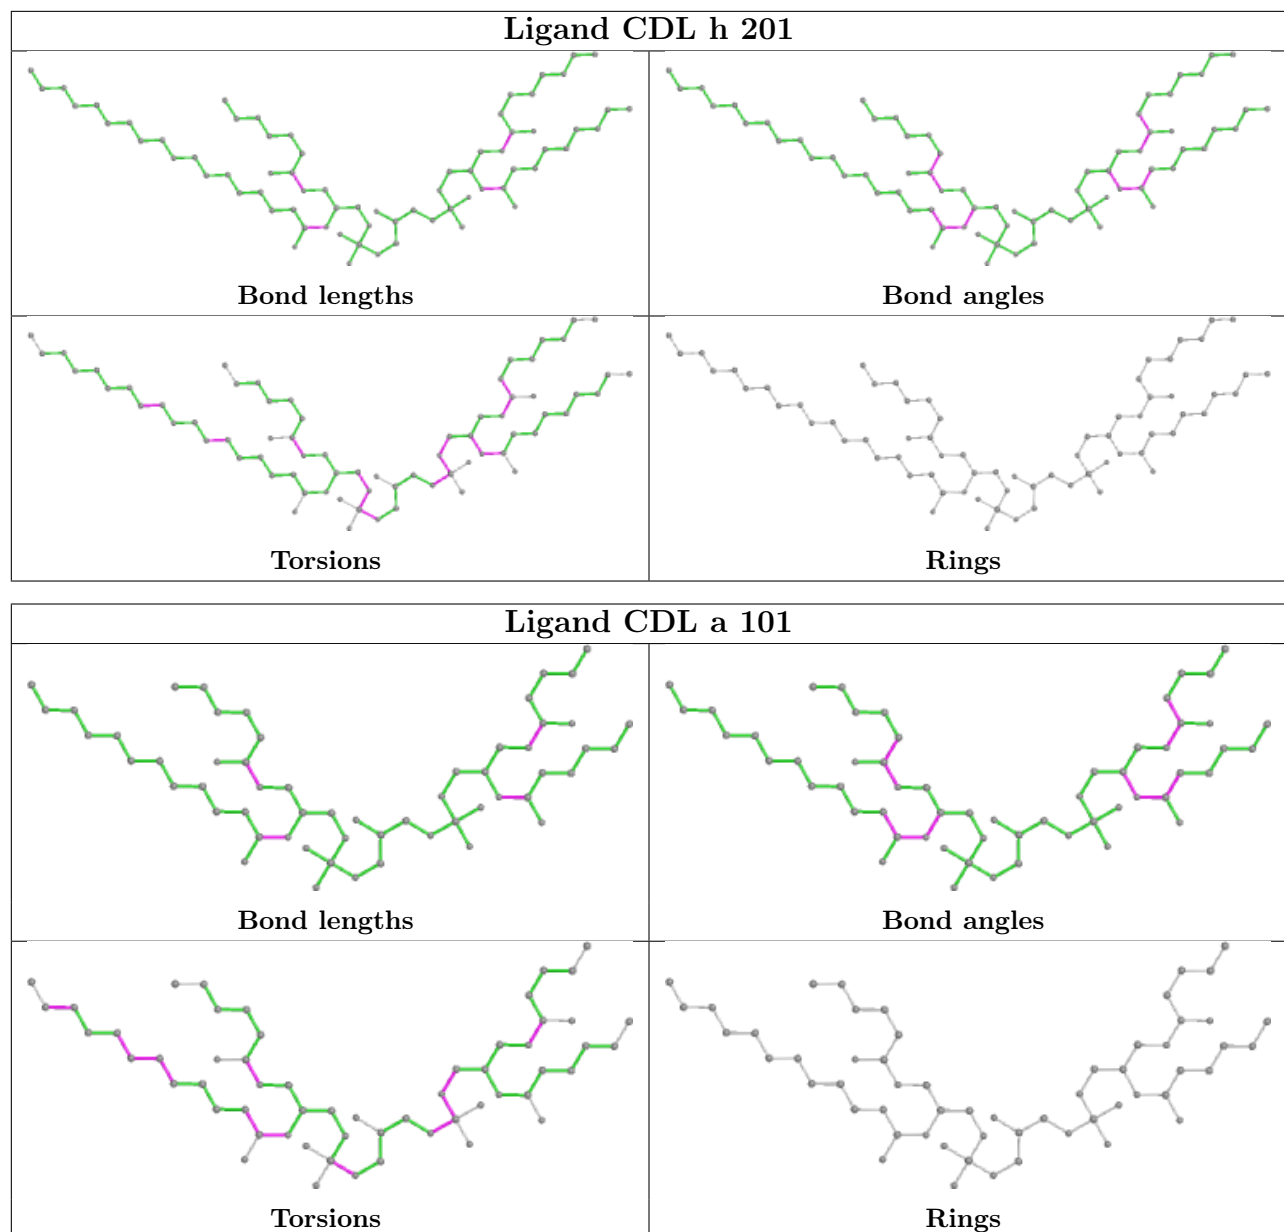 Ligand CDL h 201
Bond lengths
Bond angles
Torsions
Rings
Ligand CDL a 101
Bond lengths
Bond angles
Torsions
Rings